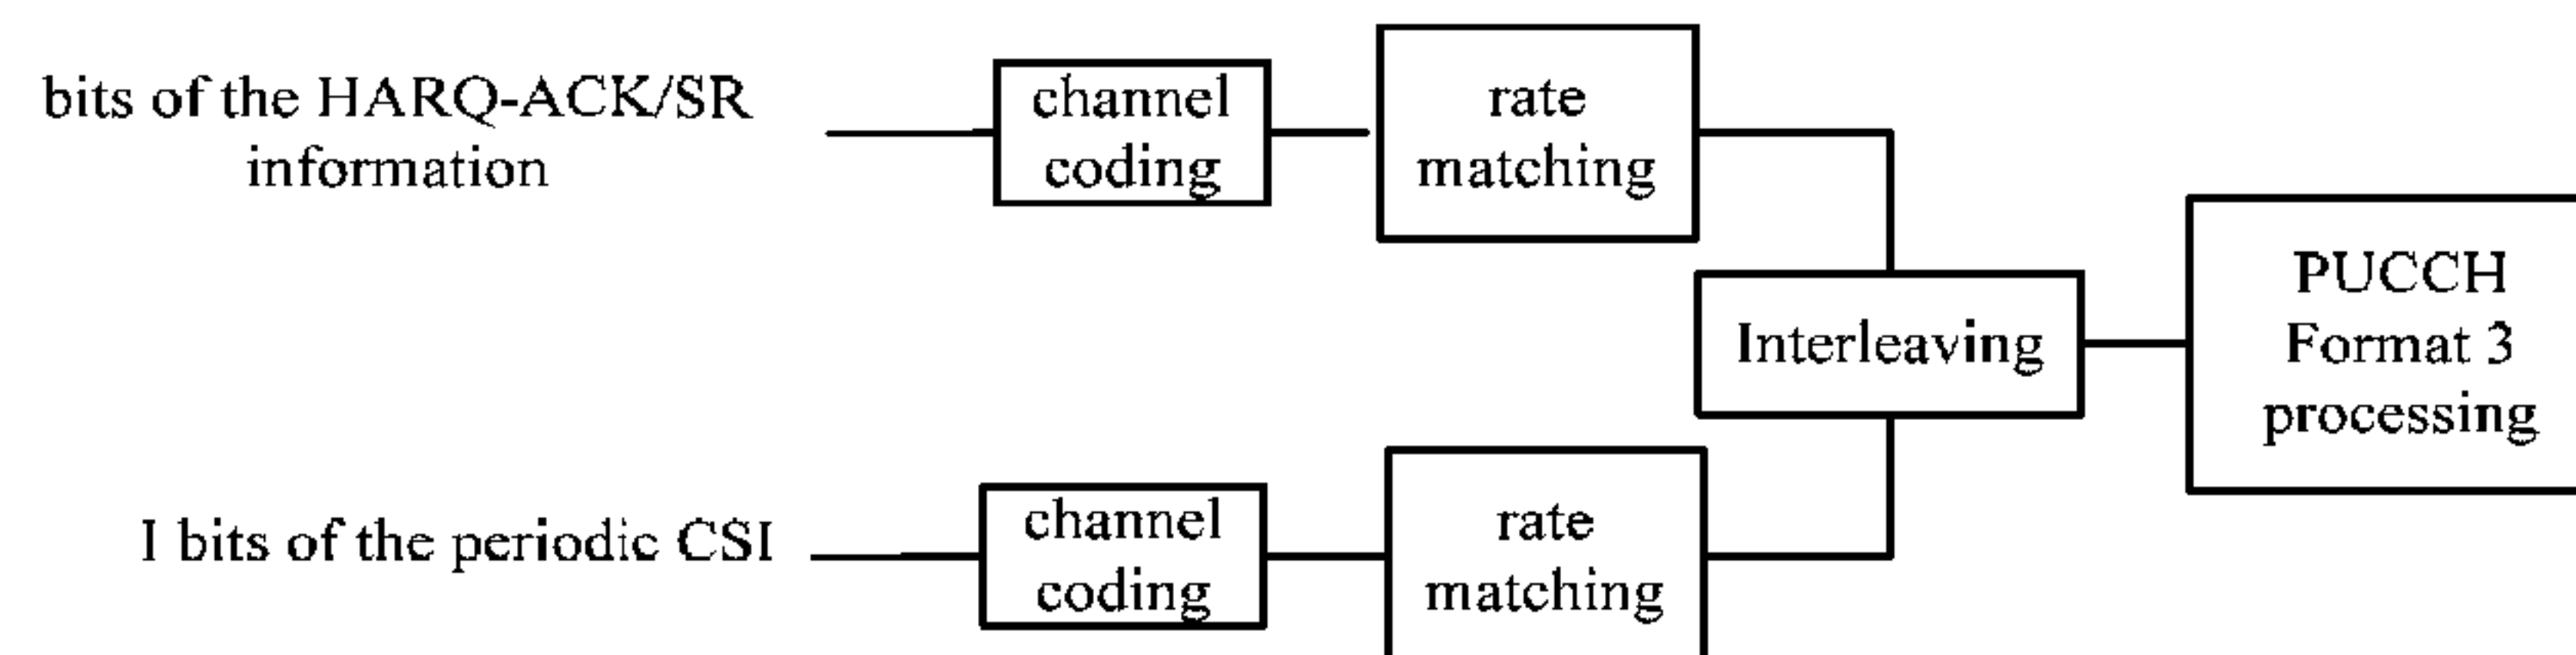 bits of the HARQ-ACK/SR
information
channel
coding
rate
matching
Interleaving
PUCCH
Format 3
processing
I bits of the periodic CSI
channel
coding
rate
matching